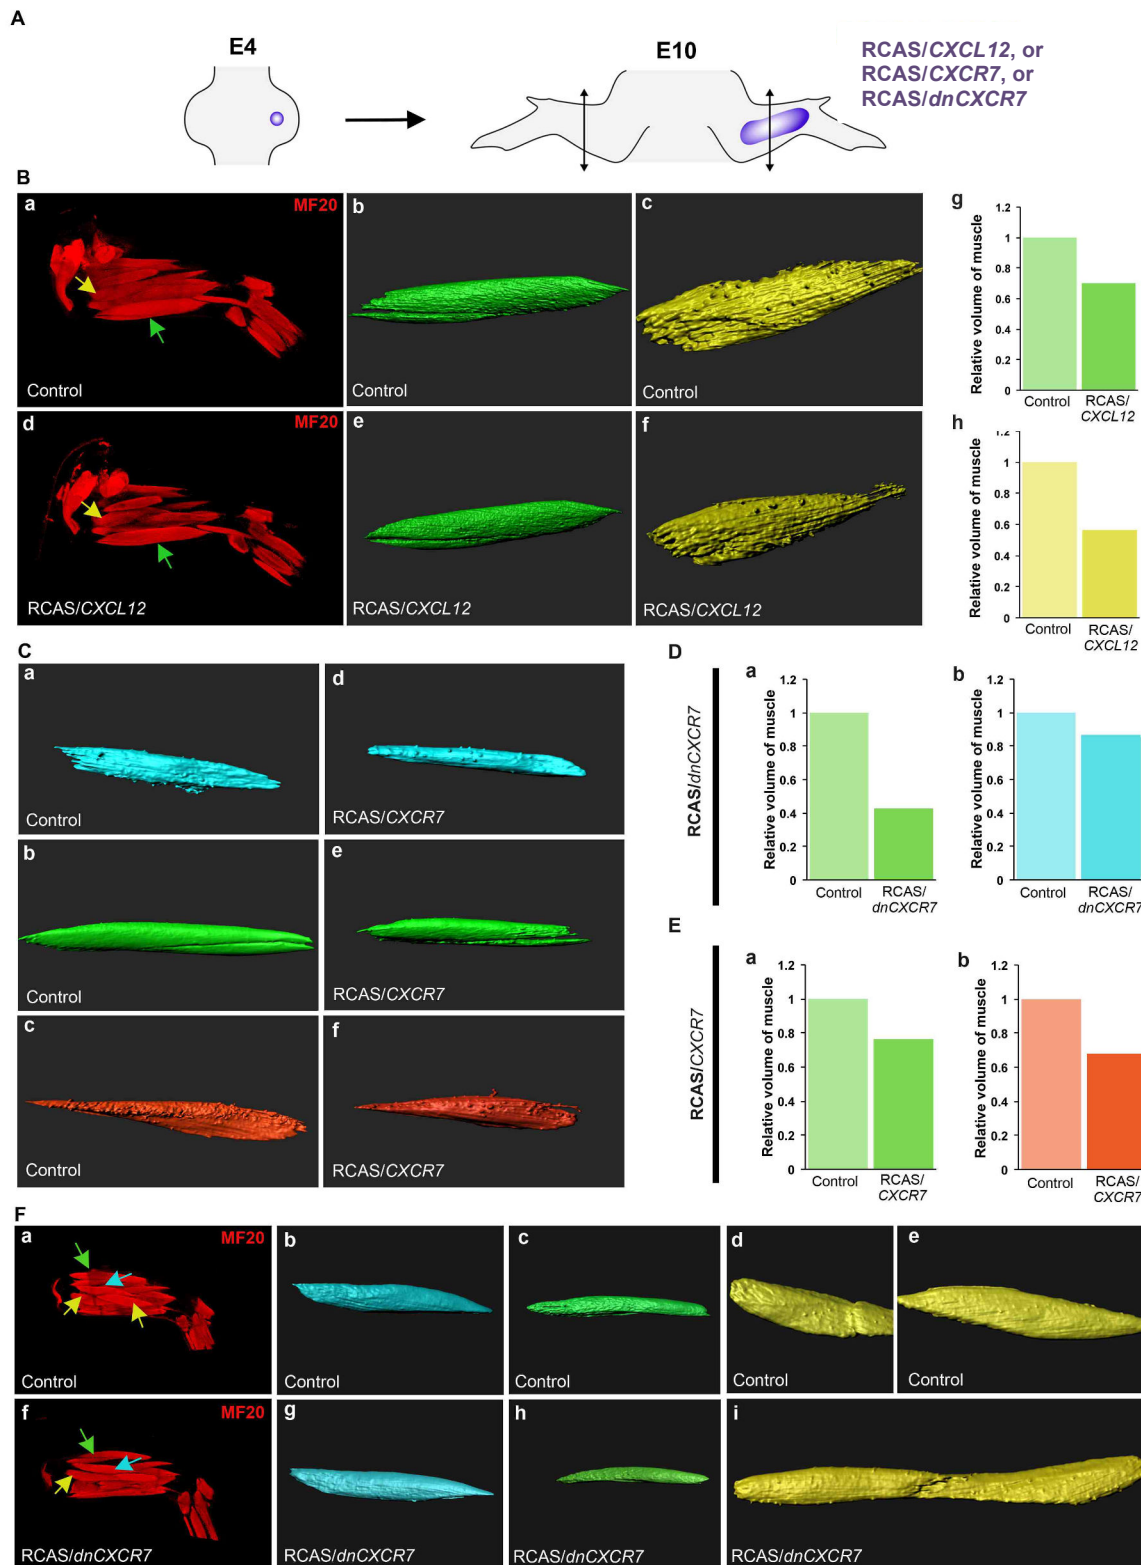 A
E4
E10
RCAS/CXCL12, or
RCAS/CXCR7, or
RCAS/dnCXCR7
B
a
MF20
Control
b
Control
c
Control
d
MF20
RCAS/CXCL12
e
RCAS/CXCL12
f
RCAS/CXCL12
g
Relative volume of muscle
1.2
1
0.8
0.6
0.4
0.2
0
Control
RCAS/
CXCL12
h
Relative volume of muscle
1.2
1
0.8
0.6
0.4
0.2
0
Control
RCAS/
CXCL12
C
a
Control
d
RCAS/CXCR7
b
Control
e
RCAS/CXCR7
c
Control
f
RCAS/CXCR7
D
RCAS/dnCXCR7
a
Relative volume of muscle
1.2
1
0.8
0.6
0.4
0.2
0
Control
RCAS/
dnCXCR7
b
Relative volume of muscle
1.2
1
0.8
0.6
0.4
0.2
0
Control
RCAS/
dnCXCR7
E
RCAS/CXCR7
a
Relative volume of muscle
1.2
1
0.8
0.6
0.4
0.2
0
Control
RCAS/
CXCR7
b
Relative volume of muscle
1.2
1
0.8
0.6
0.4
0.2
0
Control
RCAS/
CXCR7
F
a
MF20
Control
b
Control
c
Control
d
Control
e
Control
f
MF20
RCAS/dnCXCR7
g
RCAS/dnCXCR7
h
RCAS/dnCXCR7
i
RCAS/dnCXCR7